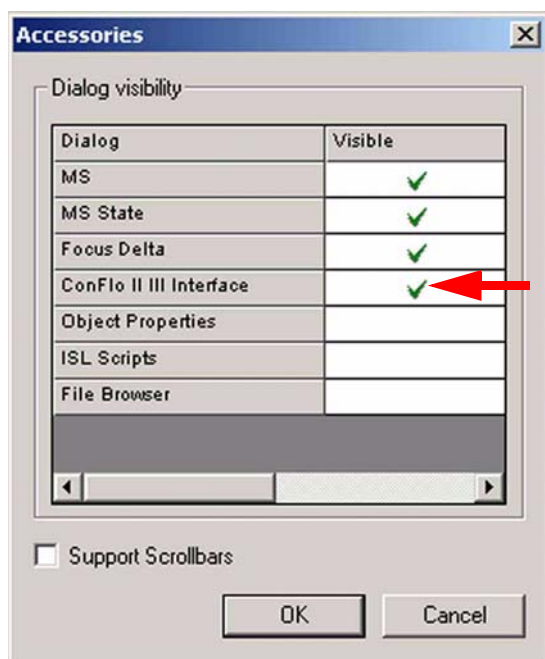 Accessories
Dialog visibility
Dialog Visible
MS
MS State
Focus Delta
ConFlo II III Interface
Object Properties
ISL Scripts
File Browser
Support Scrollbars
OK Cancel